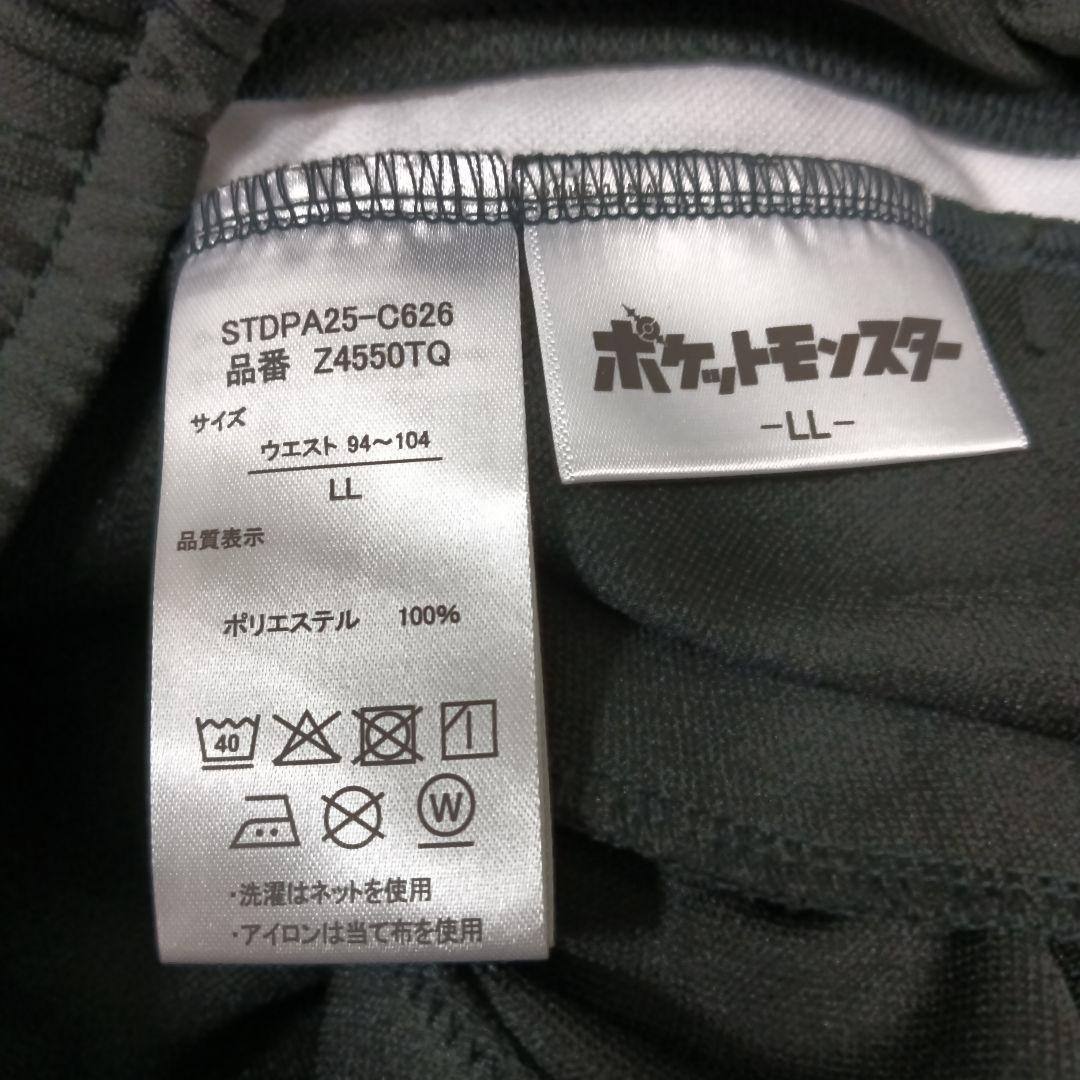 STDPA25-C626
品番 Z4550TQ
サイズ
ウエスト 94～104
LL
品質表示
ポリエステル 100%
40
W
・洗濯はネットを使用
・アイロンは当て布を使用
ポケットモンスター
-LL-